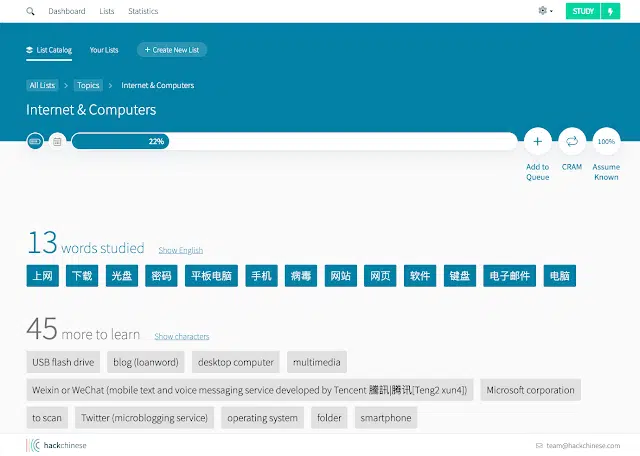 Dashboard Lists Statistics STUDY
List Catalog Your Lists + Create New List
All Lists > Topics > Internet & Computers
Internet & Computers
22% 100%
Add to Queue CRAM Assume Known
13 words studied Show English
上网 下载 光盘 密码 平板电脑 手机 病毒 网站 网页 软件 键盘 电子邮件 电脑
45 more to learn Show characters
USB flash drive blog (loanword) desktop computer multimedia
Weixin or WeChat (mobile text and voice messaging service developed by Tencent 騰訊|腾讯[Teng2 xun4]) Microsoft corporation
to scan Twitter (microblogging service) operating system folder smartphone
hackchinese team@hackchinese.com